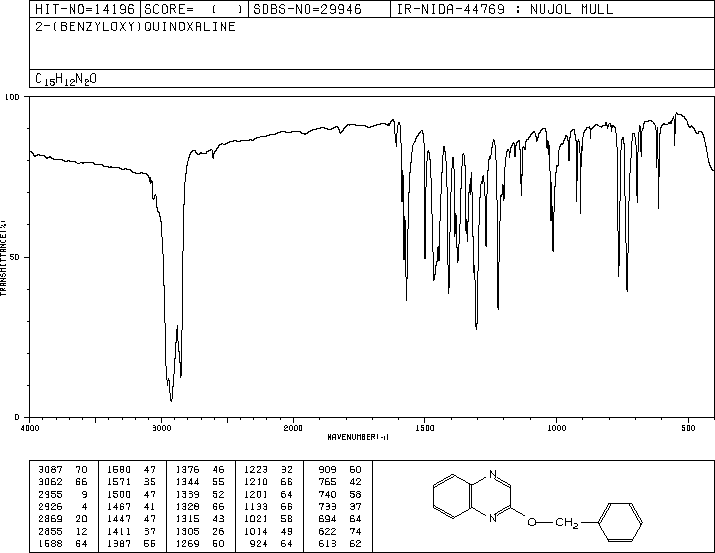 HIT-NO=14196 SCORE= ( ) SDBS-NO=29946 IR-NIDA-44769 : NUJOL MULL
2-(BENZYLOXY)QUINOXALINE
C15H12N2O
100
TRANSMITTANCE(%)
50
0
4000 3000 2000 1500 1000 500
WAVENUMBER(-1)
3087 70 1580 47 1376 46 1223 32 909 60
3062 66 1571 35 1344 55 1210 66 765 42
2955 9 1500 47 1339 52 1201 64 740 58
2926 4 1467 41 1328 66 1133 66 733 37
2869 20 1447 47 1315 43 1021 58 694 64
2855 12 1411 37 1305 26 1014 49 622 74
1588 64 1387 55 1269 50 924 64 613 62
N
N
O
CH2